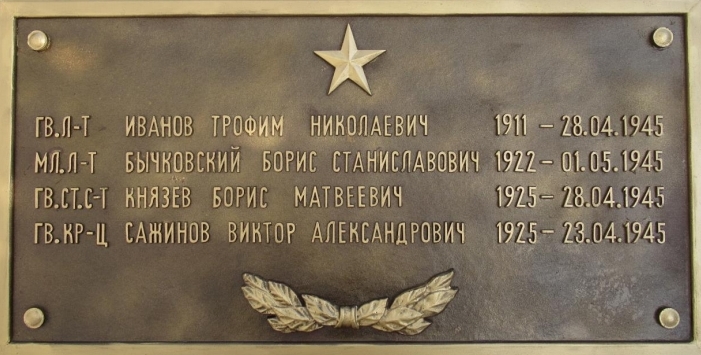 ГВ.Л-Т ИВАНОВ ТРОФИМ НИКОЛАЕВИЧ 1911 – 28.04.1945
МЛ.Л-Т БЫЧКОВСКИЙ БОРИС СТАНИСЛАВОВИЧ 1922 – 01.05.1945
ГВ.СТ.С-Т КНЯЗЕВ БОРИС МАТВЕЕВИЧ 1925 – 28.04.1945
ГВ.КР-Ц САЖИНОВ ВИКТОР АЛЕКСАНДРОВИЧ 1925 – 23.04.1945